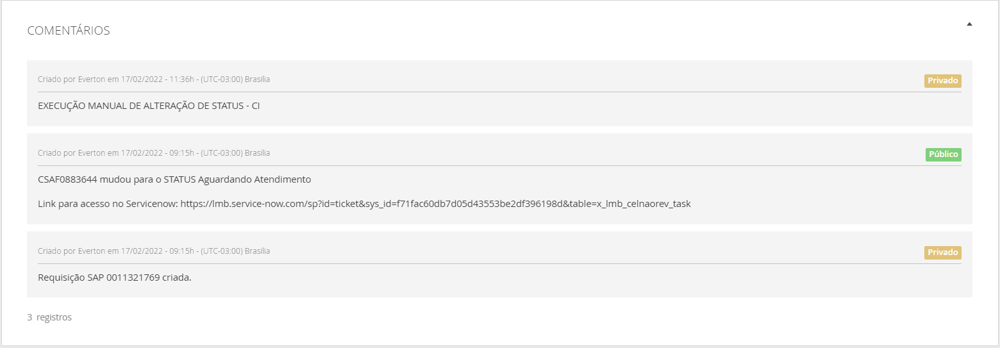 COMENTÁRIOS
Criado por Everton em 17/02/2022 - 11:36h - (UTC-03:00) Brasilia
Privado
EXECUÇÃO MANUAL DE ALTERAÇÃO DE STATUS - CI
Criado por Everton em 17/02/2022 - 09:15h - (UTC-03:00) Brasilia
Público
CSAF0883644 mudou para o STATUS Aguardando Atendimento
Link para acesso no Servicenow: https://lmb.service-now.com/sp?id=ticket&sys_id=f71fac60db7d05d43553be2df396198d&table=x_lmb_celnaorev_task
Criado por Everton em 17/02/2022 - 09:15h - (UTC-03:00) Brasilia
Privado
Requisição SAP 0011321769 criada.
3 registros